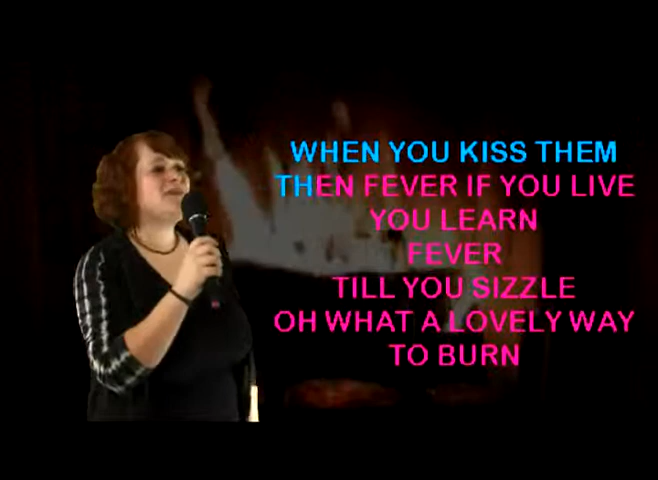 WHEN YOU KISS THEM
THEN FEVER IF YOU LIVE
YOU LEARN
FEVER
TILL YOU SIZZLE
OH WHAT A LOVELY WAY
TO BURN